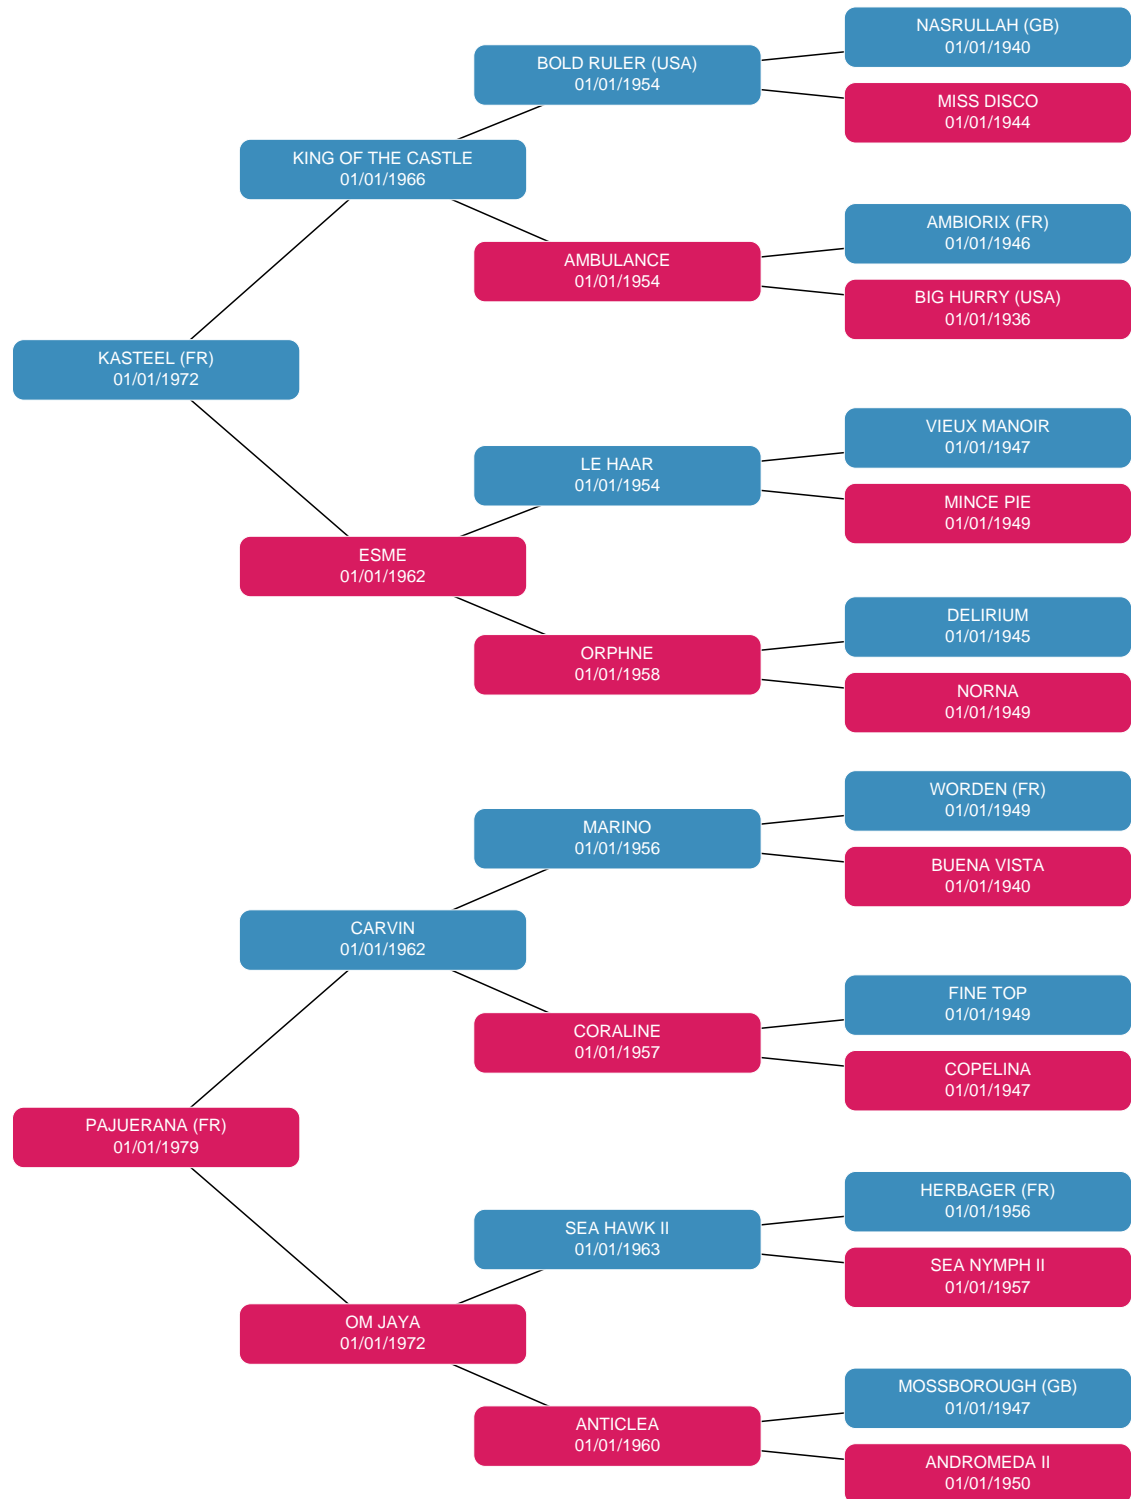 NASRULLAH (GB)
01/01/1940
BOLD RULER (USA)
01/01/1954
MISS DISCO
01/01/1944
KING OF THE CASTLE
01/01/1966
AMBIORIX (FR)
01/01/1946
AMBULANCE
01/01/1954
BIG HURRY (USA)
01/01/1936
KASTEEL (FR)
01/01/1972
VIEUX MANOIR
01/01/1947
LE HAAR
01/01/1954
MINCE PIE
01/01/1949
ESME
01/01/1962
DELIRIUM
01/01/1945
ORPHNE
01/01/1958
NORNA
01/01/1949
WORDEN (FR)
01/01/1949
MARINO
01/01/1956
BUENA VISTA
01/01/1940
CARVIN
01/01/1962
FINE TOP
01/01/1949
CORALINE
01/01/1957
COPELINA
01/01/1947
PAJUERANA (FR)
01/01/1979
HERBAGER (FR)
01/01/1956
SEA HAWK II
01/01/1963
SEA NYMPH II
01/01/1957
OM JAYA
01/01/1972
MOSSBOROUGH (GB)
01/01/1947
ANTICLEA
01/01/1960
ANDROMEDA II
01/01/1950